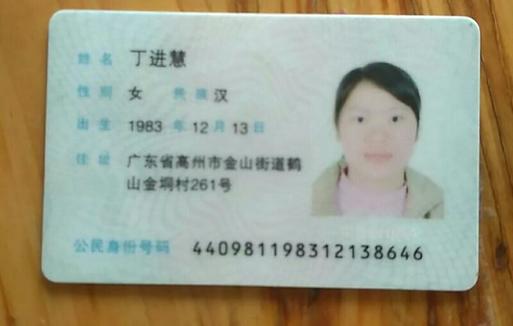 姓名 丁进慧
性别 女 民族 汉
出生 1983 年 12 月 13 日
住址 广东省高州市金山街道鹤
山金垌村261号
公民身份号码 440981198312138646